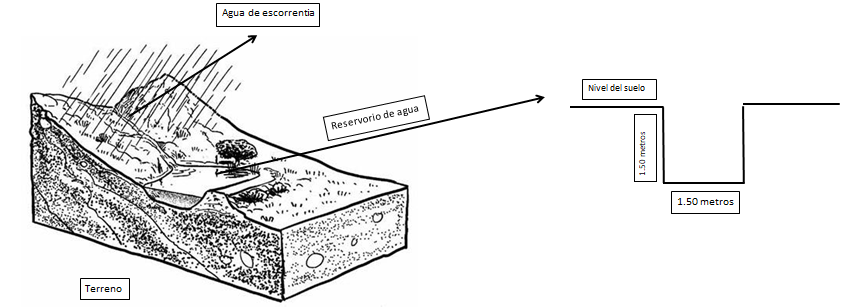 Agua de escorrentia
Reservorio de agua
Terreno
Nivel del suelo
1.50 metros
1.50 metros